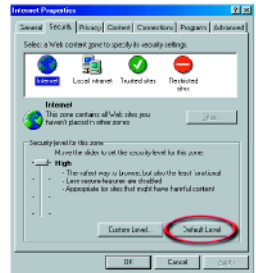 Internet Properties
General Security Privacy Content Connections Programs Advanced
Select a Web content zone to specify its security settings.
Internet Local intranet Trusted sites Restricted
sites
Internet
This zone contains all Web sites you
haven't placed in other zones
Sites...
Security level for this zone
Move the slider to set the security level for this zone.
High
- The safest way to browse, but also the least functional
- Less secure features are disabled
- Appropriate for sites that might have harmful content
Custom Level... Default Level
OK Cancel Apply